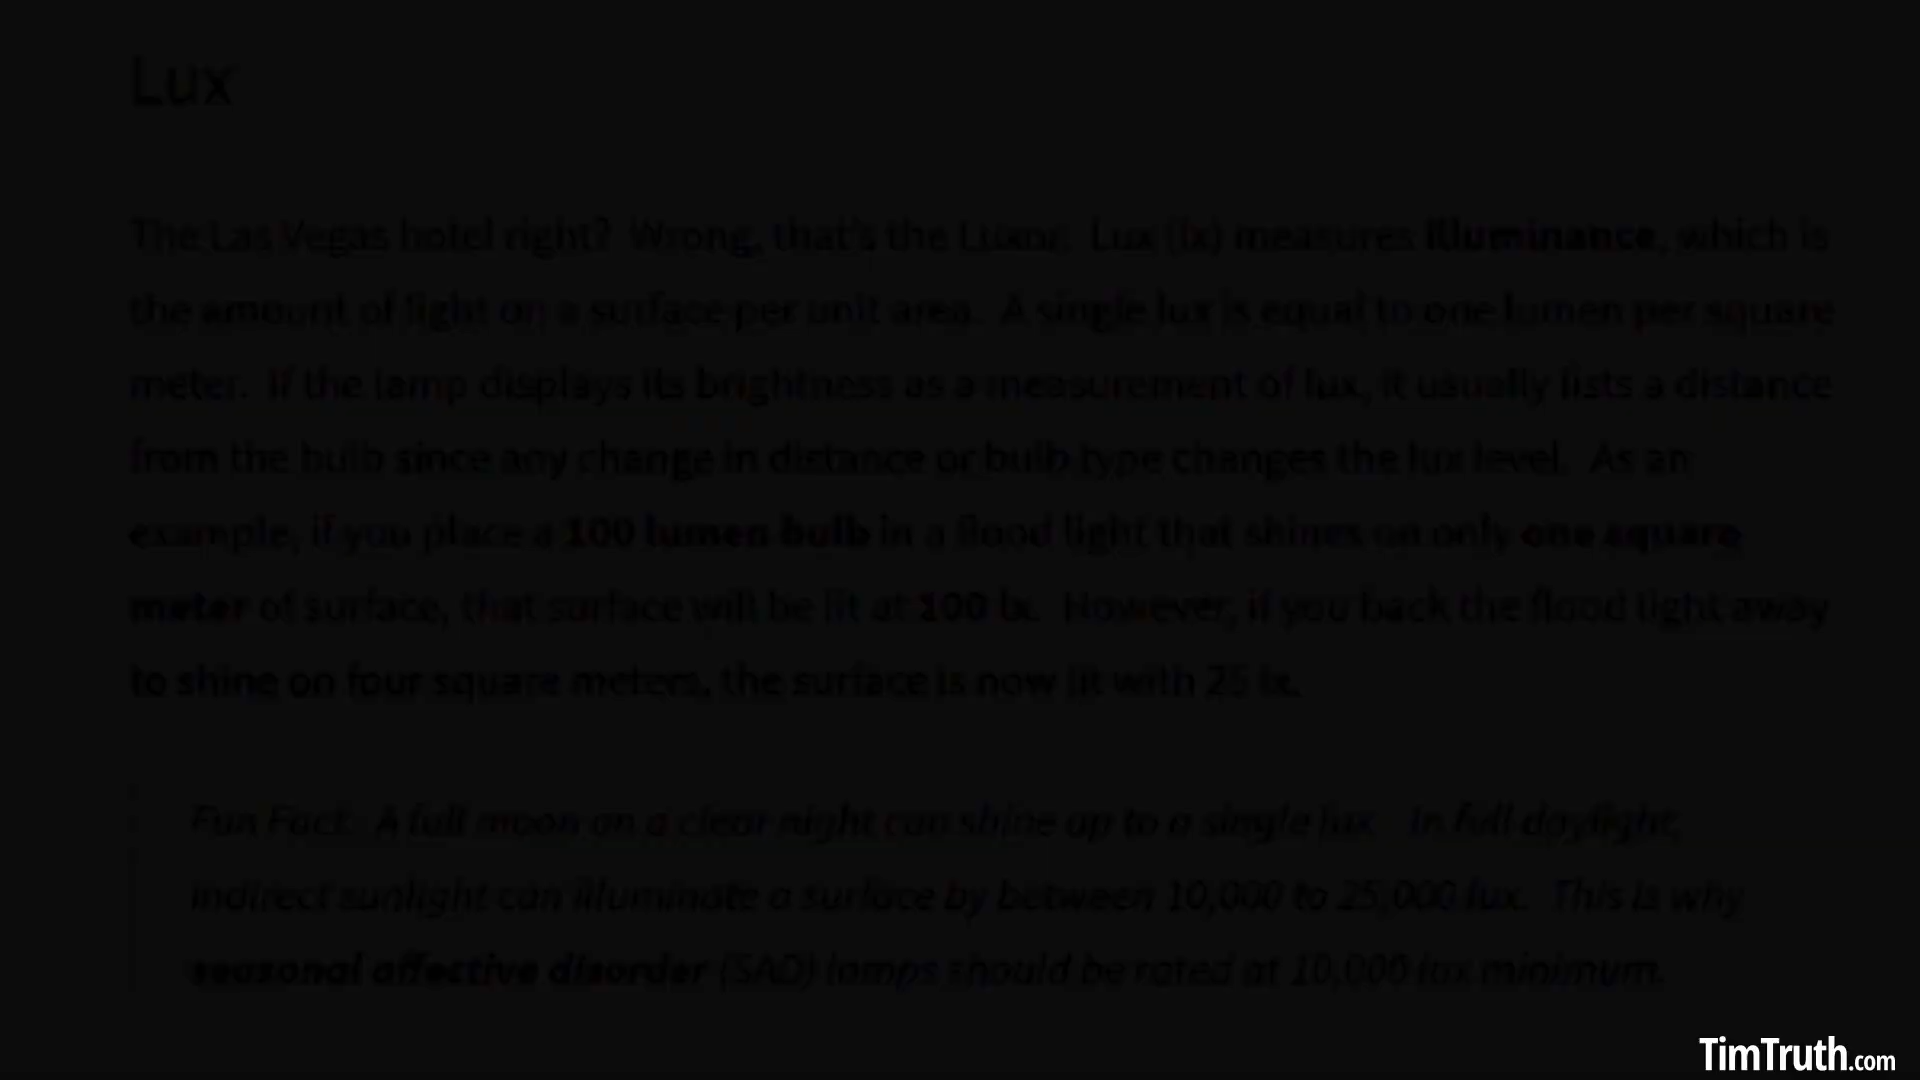 Lux
The Las Vegas hotel right? Wrong, that's the Luxor. Lux (lx) measures illuminance, which is
the amount of light on a surface per unit area. A single lux is equal to one lumen per square
meter. If the lamp displays its brightness as a measurement of lux, it usually lists a distance
from the bulb since any change in distance or bulb type changes the lux level. As an
example, if you place a 100 lumen bulb in a flood light that shines on only one square
meter of surface, that surface will be lit at 100 lx. However, if you back the flood light away
to shine on four square meters, the surface is now lit with 25 lx.
Fun Fact: A full moon on a clear night can shine up to a single lux. In full daylight,
indirect sunlight can illuminate a surface by between 10,000 to 25,000 lux. This is why
seasonal affective disorder (SAD) lamps should be rated at 10,000 lux minimum.
TimTruth.com